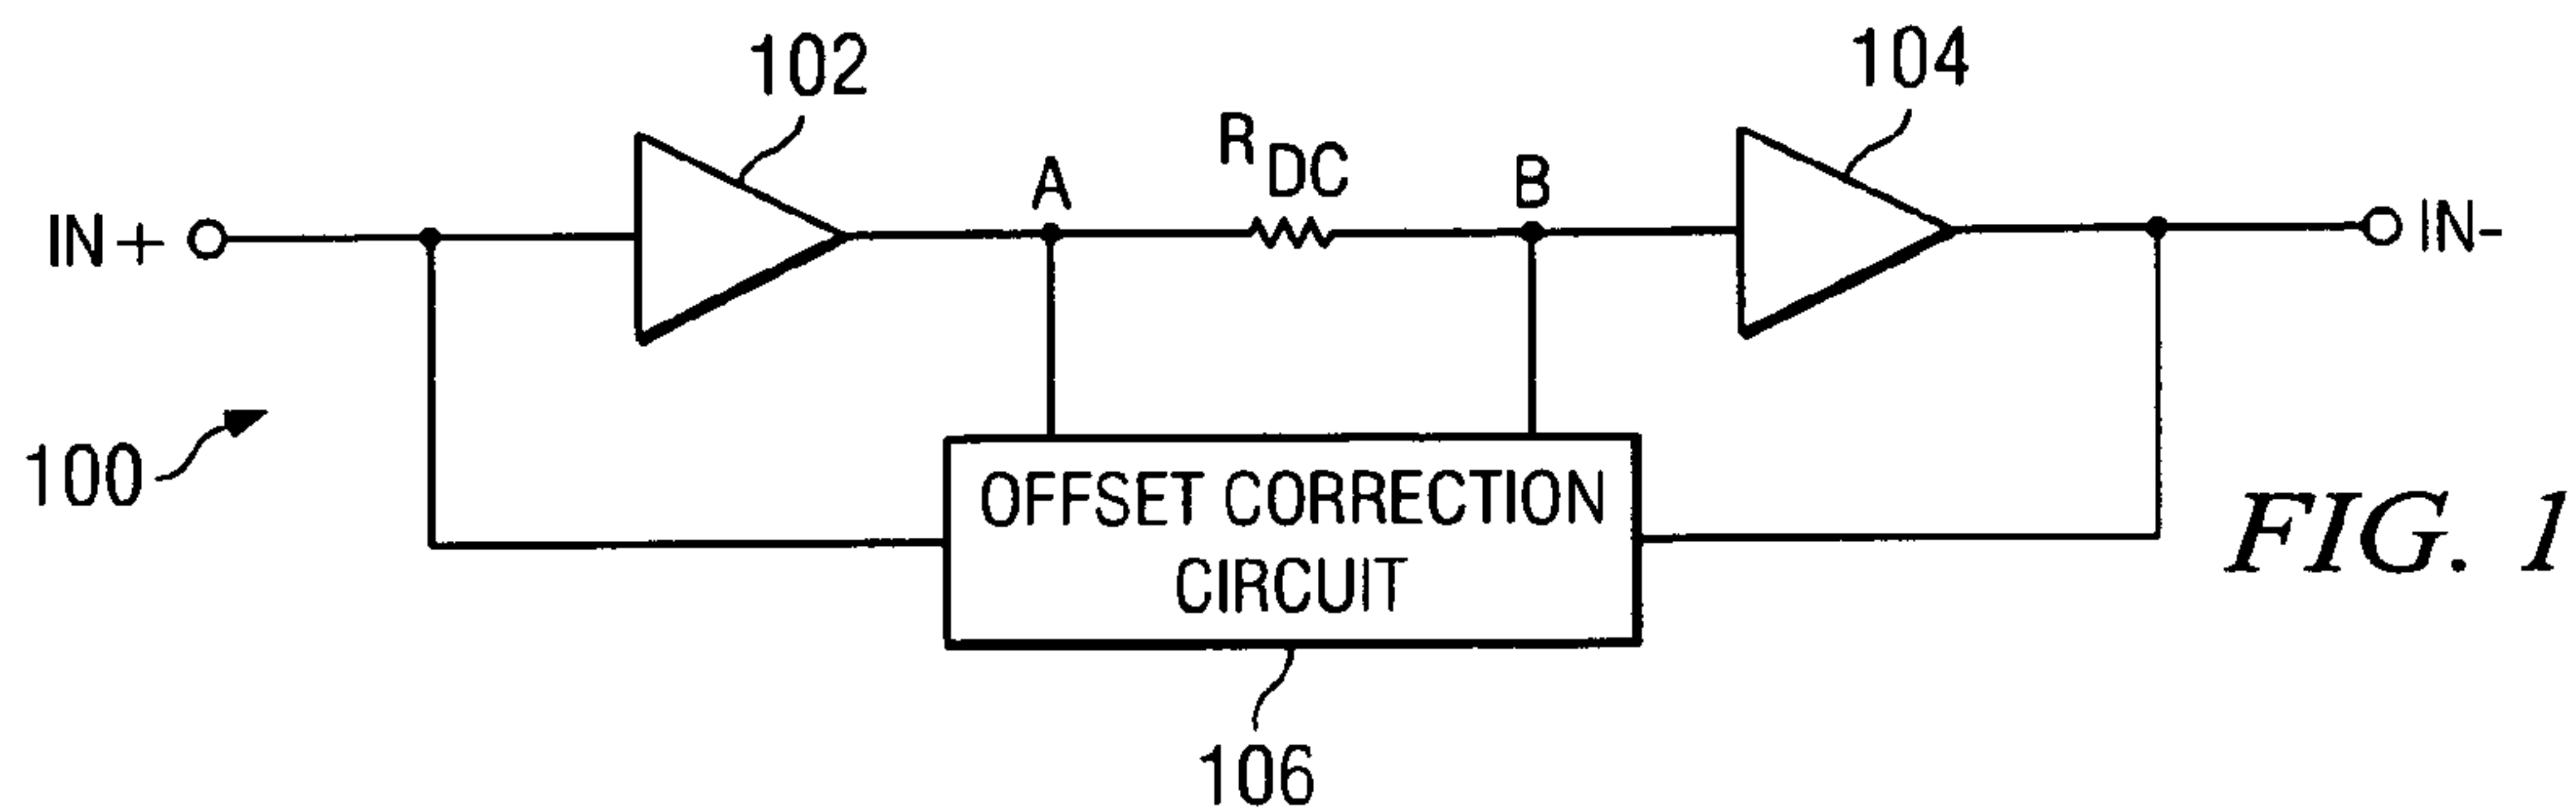 102
104
A
R DC
B
IN+
IN-
100
OFFSET CORRECTION
CIRCUIT
FIG. 1
106